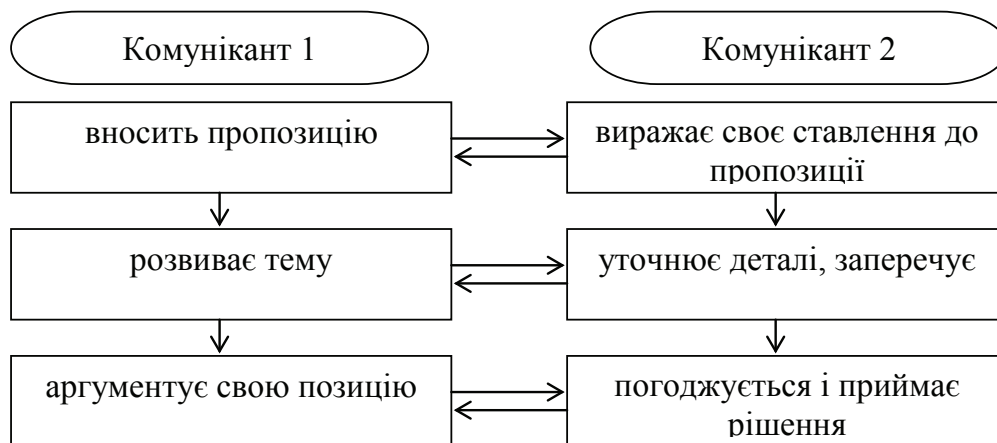 Комунікант 1
Комунікант 2
вносить пропозицію
виражає своє ставлення до
пропозиції
розвиває тему
уточнює деталі, заперечує
аргументує свою позицію
погоджується і приймає
рішення